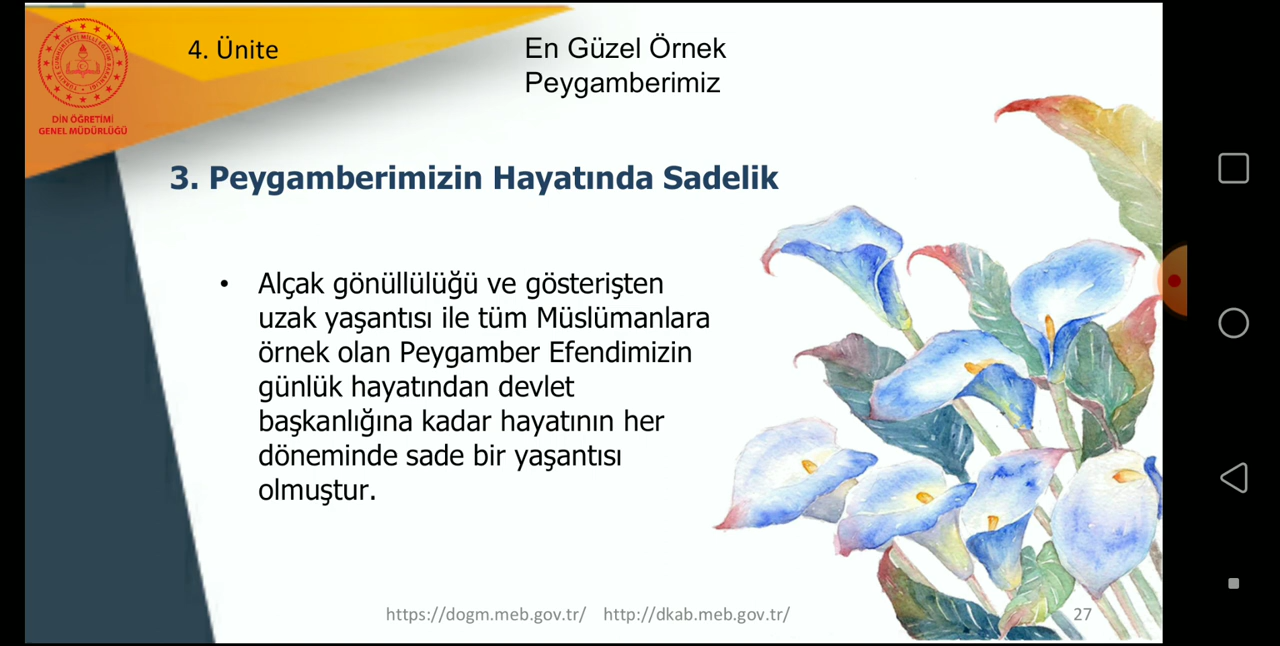 4. Ünite
En Güzel Örnek
Peygamberimiz
DİN ÖĞRETİMİ
GENEL MÜDÜRLÜĞÜ
3. Peygamberimizin Hayatında Sadelik
• Alçak gönüllülüğü ve gösterişten
uzak yaşantısı ile tüm Müslümanlara
örnek olan Peygamber Efendimizin
günlük hayatından devlet
başkanlığına kadar hayatının her
döneminde sade bir yaşantısı
olmuştur.
https://dogm.meb.gov.tr/ http://dkab.meb.gov.tr/
27